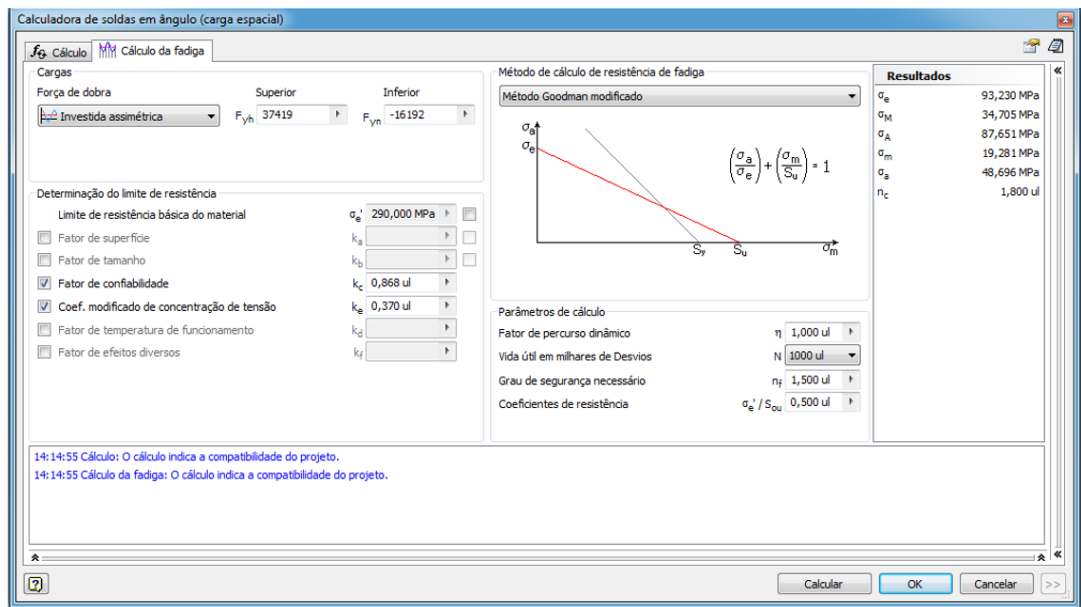 Calculadora de soldas em ângulo (carga espacial)
fG Cálculo
Cálculo da fadiga
Cargas
Força de dobra Superior Inferior
Investida assimétrica Fyh 37419 Fyn -16192
Determinação do limite de resistência
Limite de resistência básica do material σe' 290,000 MPa
Fator de superfície ka
Fator de tamanho kb
Fator de confiabilidade kc 0,868 ul
Coef. modificado de concentração de tensão ke 0,370 ul
Fator de temperatura de funcionamento kd
Fator de efeitos diversos kf
Método de cálculo de resistência de fadiga
Método Goodman modificado
σa
σe
(σa/σe) + (σm/Su) = 1
Sy Su σm
Parâmetros de cálculo
Fator de percurso dinâmico η 1,000 ul
Vida útil em milhares de Desvios N 1000 ul
Grau de segurança necessário nf 1,500 ul
Coeficientes de resistência σe' / Sou 0,500 ul
Resultados
σe 93,230 MPa
σM 34,705 MPa
σA 87,651 MPa
σm 19,281 MPa
σa 48,696 MPa
nc 1,800 ul
14:14:55 Cálculo: O cálculo indica a compatibilidade do projeto.
14:14:55 Cálculo da fadiga: O cálculo indica a compatibilidade do projeto.
Calcular OK Cancelar >>